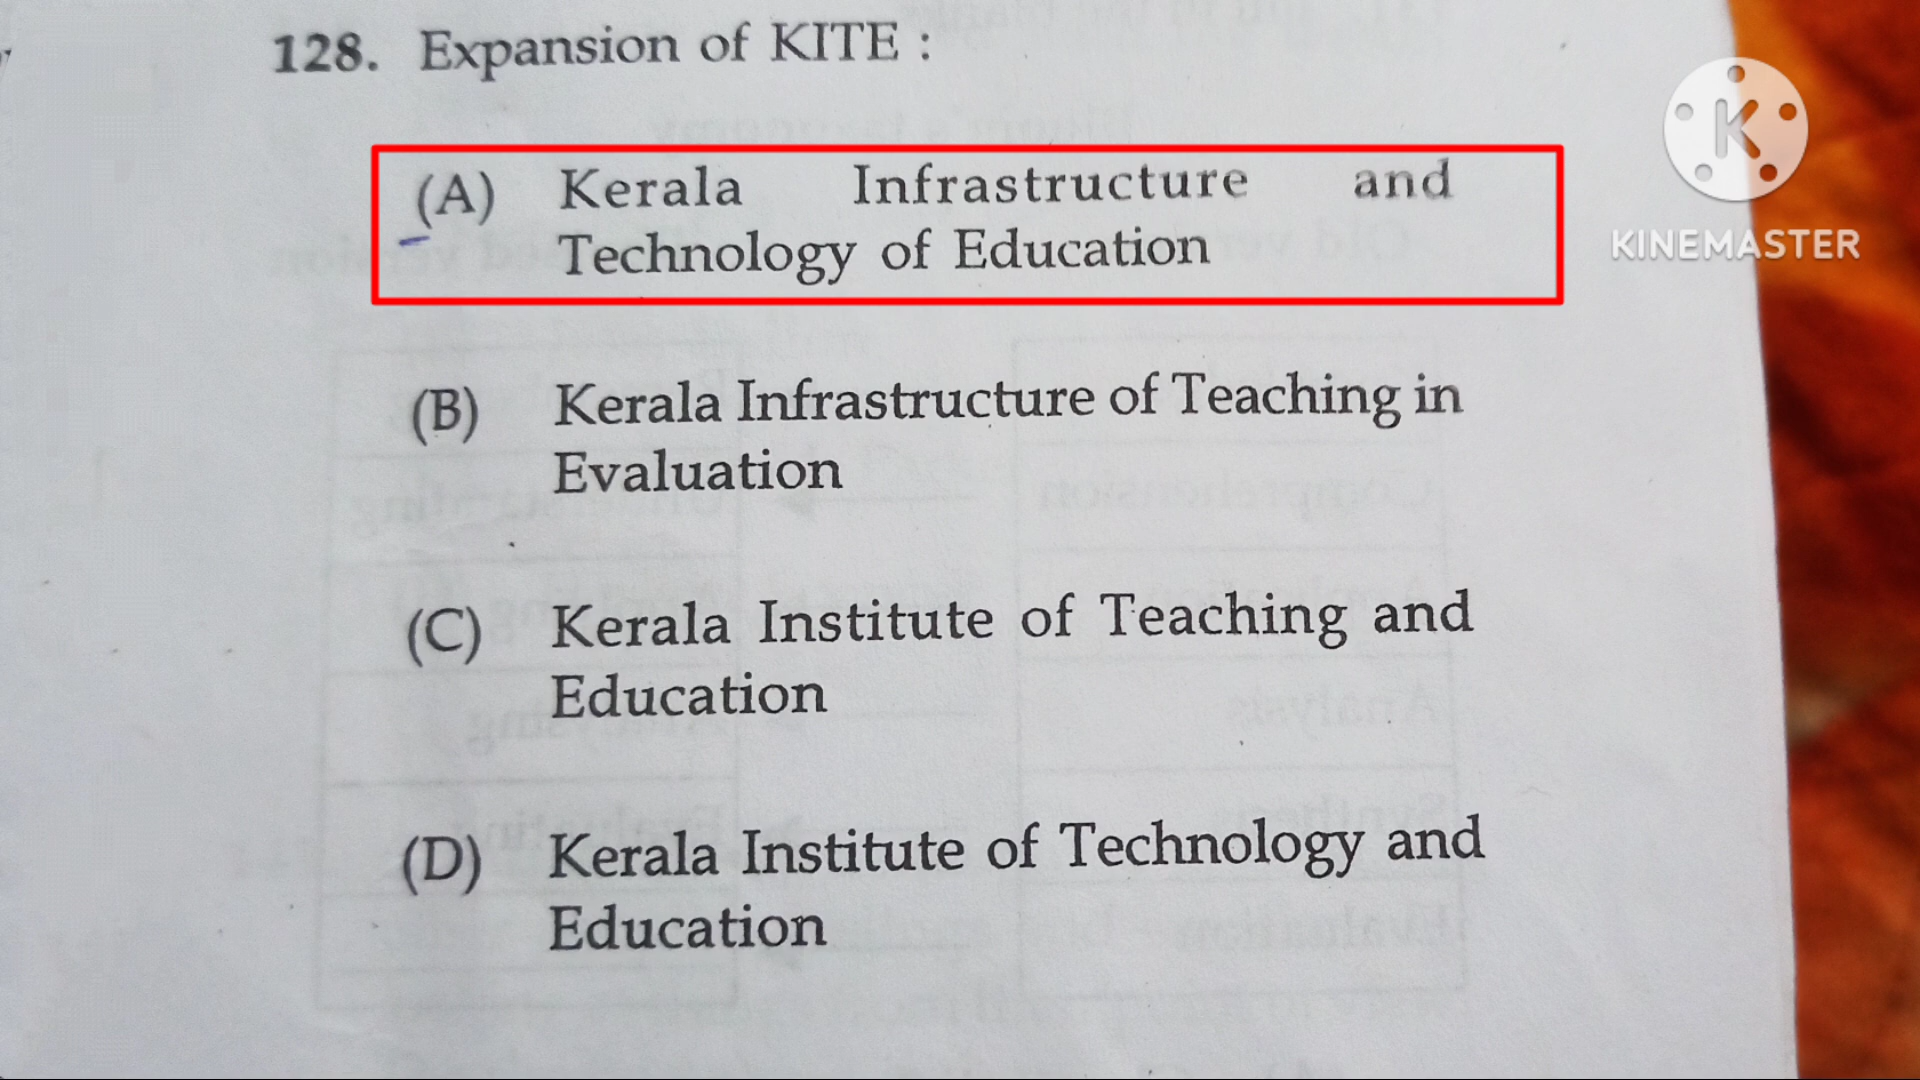 128. Expansion of KITE :
(A) Kerala Infrastructure and
Technology of Education
K
KINEMASTER
(B) Kerala Infrastructure of Teaching in
Evaluation
(C) Kerala Institute of Teaching and
Education
(D) Kerala Institute of Technology and
Education